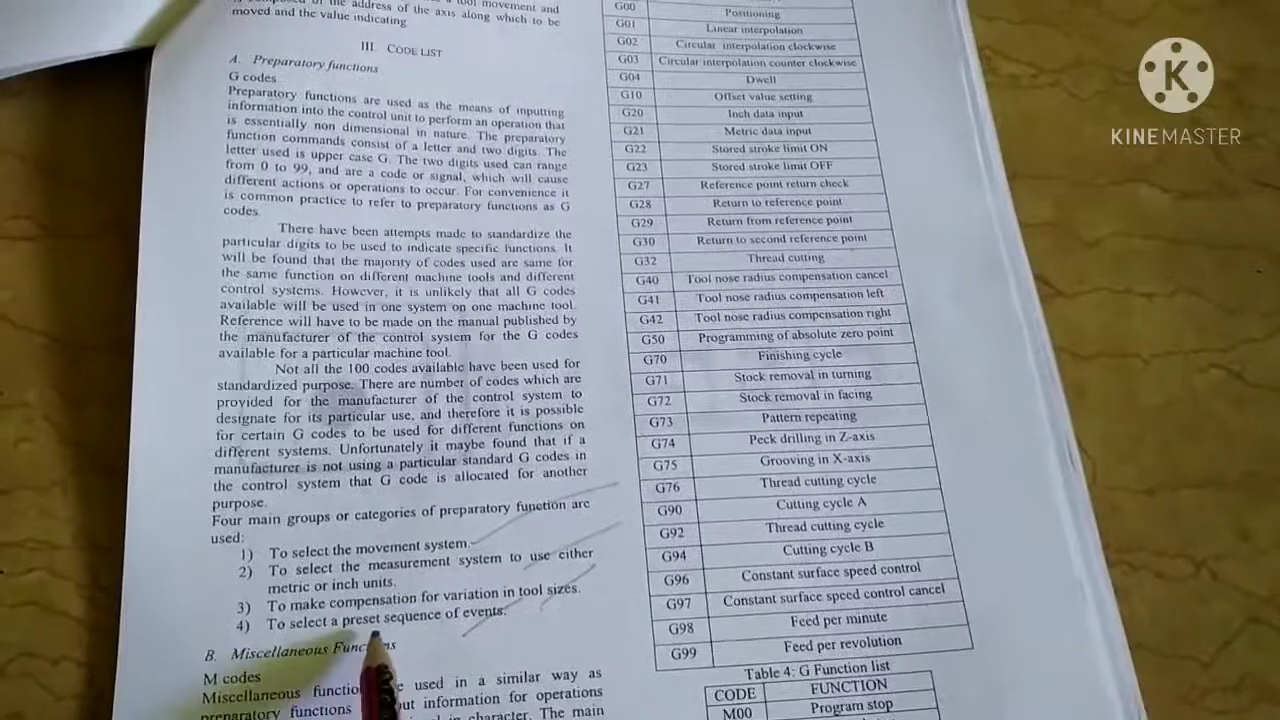 a tool movement and
composed of the address of the axis along which to be
moved and the value indicating
III. CODE LIST
A. Preparatory functions
G codes
Preparatory functions are used as the means of inputting
information into the control unit to perform an operation that
is essentially non dimensional in nature. The preparatory
function commands consist of a letter and two digits. The
letter used is upper case G. The two digits used can range
from 0 to 99, and are a code or signal, which will cause
different actions or operations to occur. For convenience it
is common practice to refer to preparatory functions as G
codes.
There have been attempts made to standardize the
particular digits to be used to indicate specific functions. It
will be found that the majority of codes used are same for
the same function on different machine tools and different
control systems. However, it is unlikely that all G codes
available will be used in one system on one machine tool.
Reference will have to be made on the manual published by
the manufacturer of the control system for the G codes
available for a particular machine tool.
Not all the 100 codes available have been used for
standardized purpose. There are number of codes which are
provided for the manufacturer of the control system to
designate for its particular use, and therefore it is possible
for certain G codes to be used for different functions on
different systems. Unfortunately it maybe found that if a
manufacturer is not using a particular standard G codes in
the control system that G code is allocated for another
purpose.
Four main groups or categories of preparatory function are
used:
1) To select the movement system.
2) To select the measurement system to use either
metric or inch units.
3) To make compensation for variation in tool sizes.
4) To select a preset sequence of events.
B. Miscellaneous Functions
M codes
Miscellaneous used in a similar way as
preparatory functions information for operations
in character. The main
G00 Positioning
G01 Linear interpolation
G02 Circular interpolation clockwise
G03 Circular interpolation counter clockwise
G04 Dwell
G10 Offset value setting
G20 Inch data input
G21 Metric data input
G22 Stored stroke limit ON
G23 Stored stroke limit OFF
G27 Reference point return check
G28 Return to reference point
G29 Return from reference point
G30 Return to second reference point
G32 Thread cutting
G40 Tool nose radius compensation cancel
G41 Tool nose radius compensation left
G42 Tool nose radius compensation right
G50 Programming of absolute zero point
G70 Finishing cycle
G71 Stock removal in turning
G72 Stock removal in facing
G73 Pattern repeating
G74 Peck drilling in Z-axis
G75 Grooving in X-axis
G76 Thread cutting cycle
G90 Cutting cycle A
G92 Thread cutting cycle
G94 Cutting cycle B
G96 Constant surface speed control
G97 Constant surface speed control cancel
G98 Feed per minute
G99 Feed per revolution
Table 4: G Function list
CODE FUNCTION
M00 Program stop
K
KINEMASTER